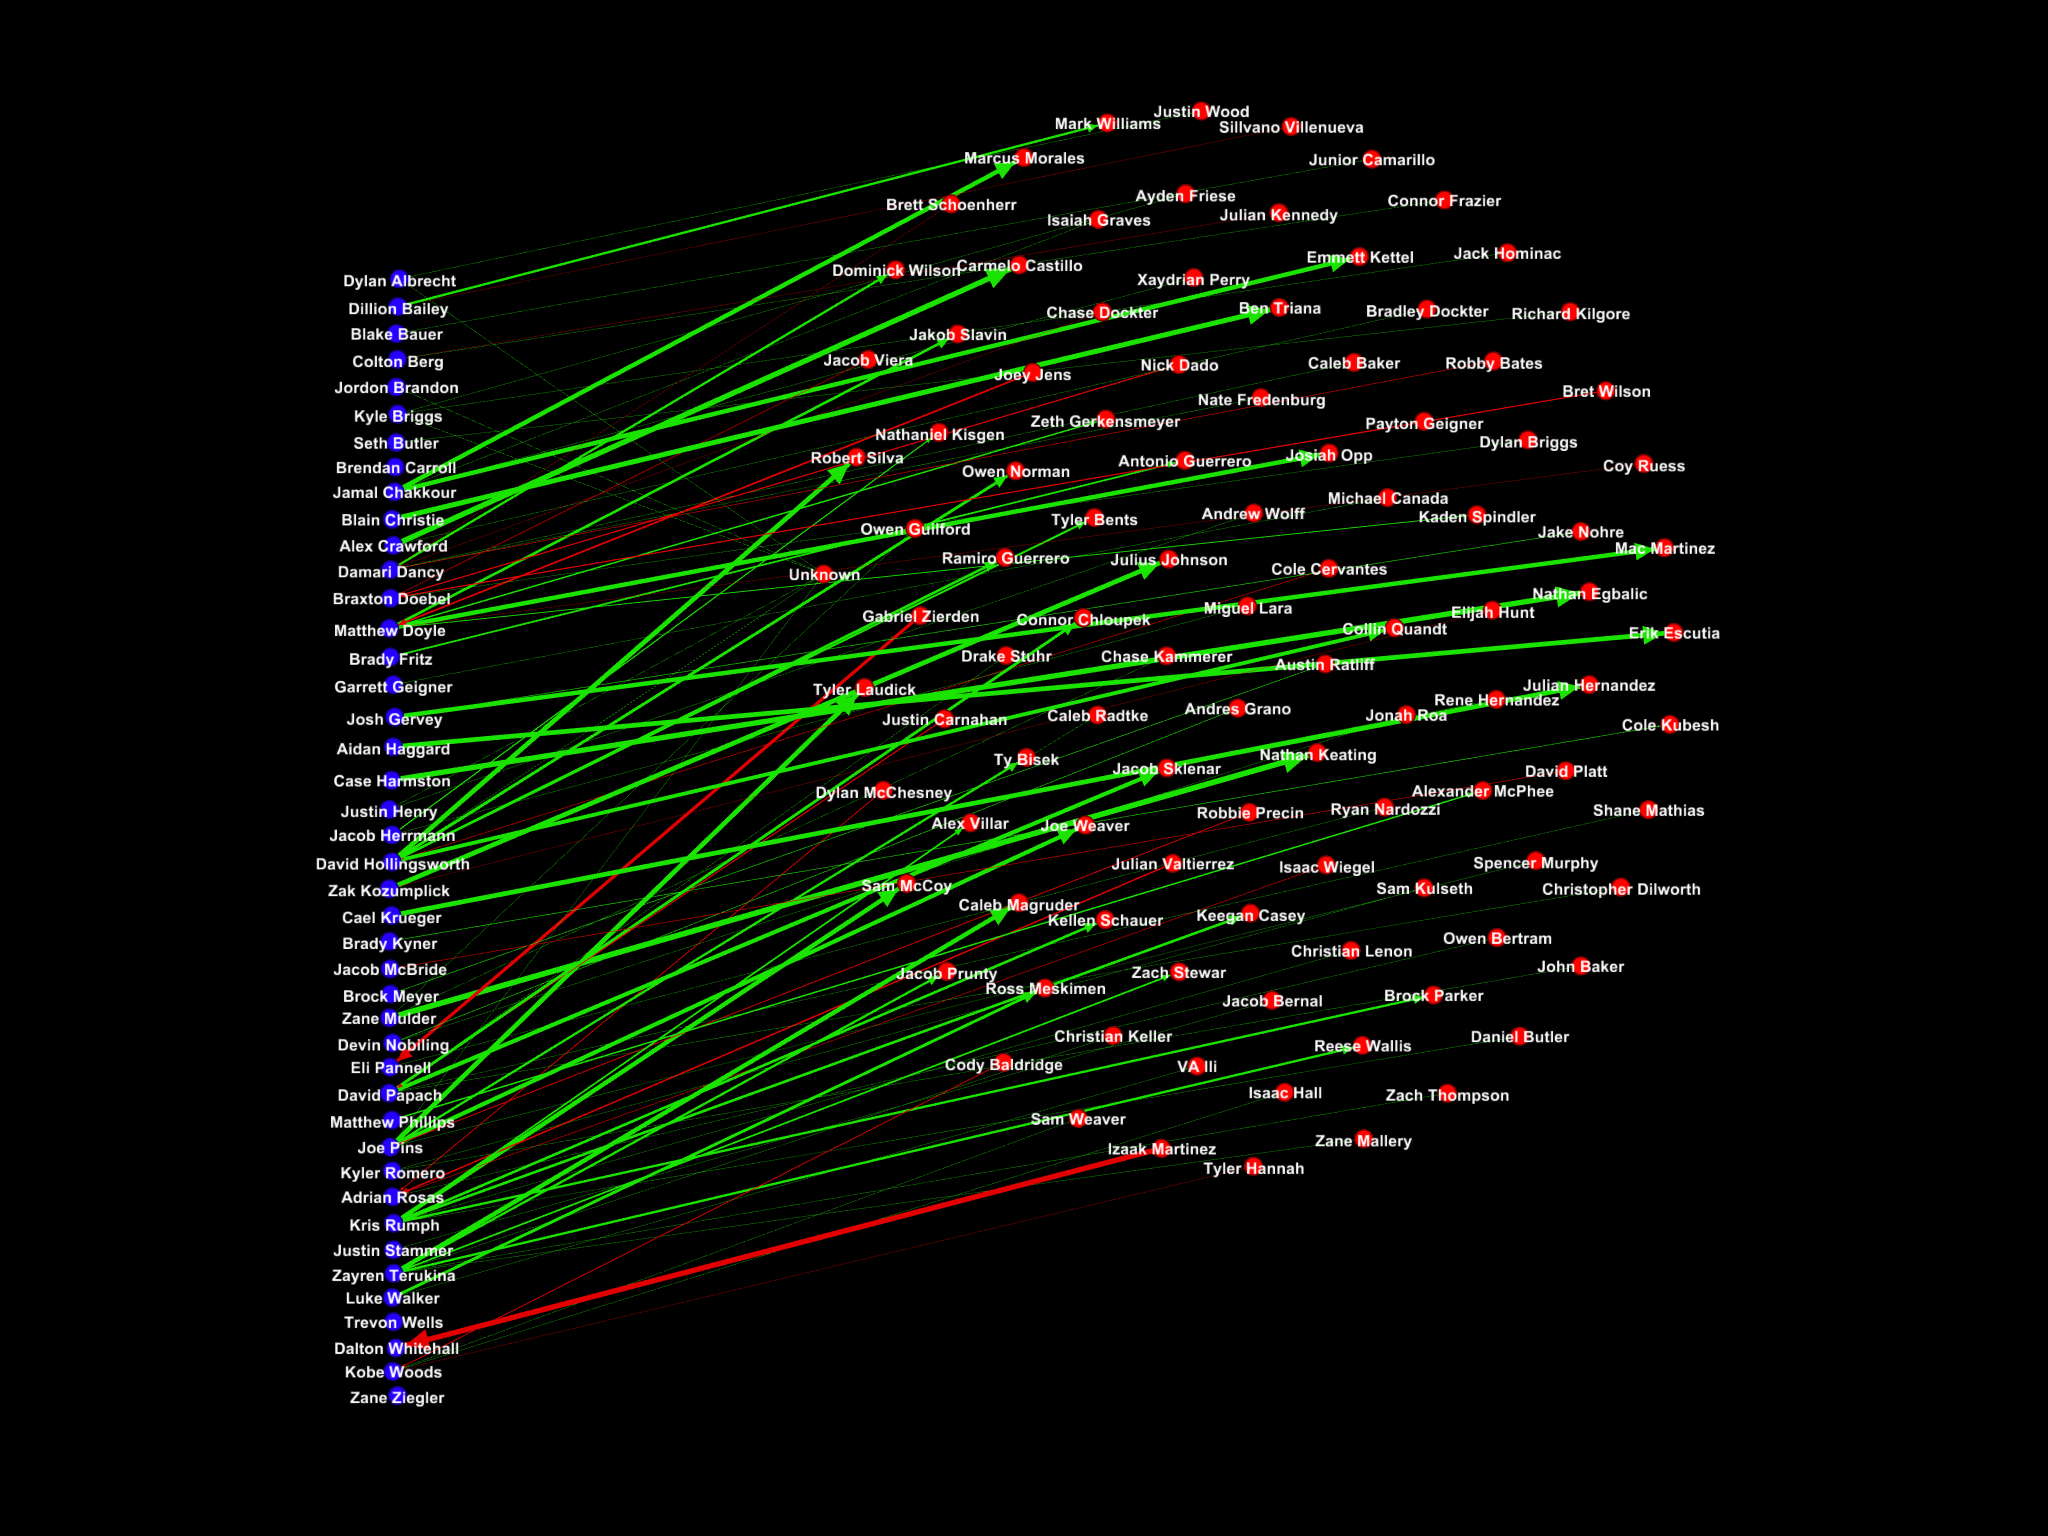 Justin Wood
Mark Williams
Sillvano Villenueva
Marcus Morales
Junior Camarillo
Ayden Friese
Connor Frazier
Brett Schoenherr
Isaiah Graves
Julian Kennedy
Emmett Kettel
Jack Hominac
Dominick Wilson
Carmelo Castillo
Xaydrian Perry
Dylan Albrecht
Dillion Bailey
Chase Dockter
Ben Triana
Bradley Dockter
Richard Kilgore
Blake Bauer
Jakob Slavin
Colton Berg
Jacob Viera
Joey Jens
Nick Dado
Caleb Baker
Robby Bates
Jordon Brandon
Nate Fredenburg
Bret Wilson
Kyle Briggs
Zeth Gerkensmeyer
Payton Geigner
Seth Butler
Nathaniel Kisgen
Dylan Briggs
Brendan Carroll
Robert Silva
Owen Norman
Antonio Guerrero
Josiah Opp
Coy Ruess
Jamal Chakkour
Michael Canada
Blain Christie
Owen Guilford
Tyler Bents
Andrew Wolff
Kaden Spindler
Jake Nohre
Alex Crawford
Ramiro Guerrero
Julius Johnson
Mac Martinez
Damari Dancy
Unknown
Cole Cervantes
Braxton Doebel
Nathan Egbalic
Matthew Doyle
Gabriel Zierden
Connor Chloupek
Miguel Lara
Elijah Hunt
Collin Quandt
Erik Escutia
Brady Fritz
Drake Stuhr
Chase Kammerer
Austin Ratliff
Garrett Geigner
Tyler Laudick
Julian Hernandez
Rene Hernandez
Josh Gervey
Justin Carnahan
Caleb Radtke
Andres Grano
Jonah Roa
Cole Kubesh
Aidan Haggard
Ty Bisek
Jacob Sklenar
Nathan Keating
David Platt
Case Harmston
Dylan McChesney
Alexander McPhee
Justin Henry
Robbie Precin
Ryan Nardozzi
Shane Mathias
Jacob Herrmann
Alex Villar
Joe Weaver
David Hollingsworth
Julian Valtierrez
Isaac Wiegel
Spencer Murphy
Zak Kozumplick
Sam McCoy
Sam Kulseth
Christopher Dilworth
Cael Krueger
Caleb Magruder
Kellen Schauer
Keegan Casey
Brady Kyner
Christian Lenon
Owen Bertram
Jacob McBride
Jacob Prunty
Zach Stewar
John Baker
Brock Meyer
Ross Meskimen
Jacob Bernal
Brock Parker
Zane Mulder
Devin Nobiling
Christian Keller
Reese Wallis
Daniel Butler
Eli Pannell
Cody Baldridge
VA lli
David Papach
Isaac Hall
Zach Thompson
Matthew Phillips
Sam Weaver
Joe Pins
Izaak Martinez
Zane Mallery
Kyler Romero
Tyler Hannah
Adrian Rosas
Kris Rumph
Justin Stammer
Zayren Terukina
Luke Walker
Trevon Wells
Dalton Whitehall
Kobe Woods
Zane Ziegler